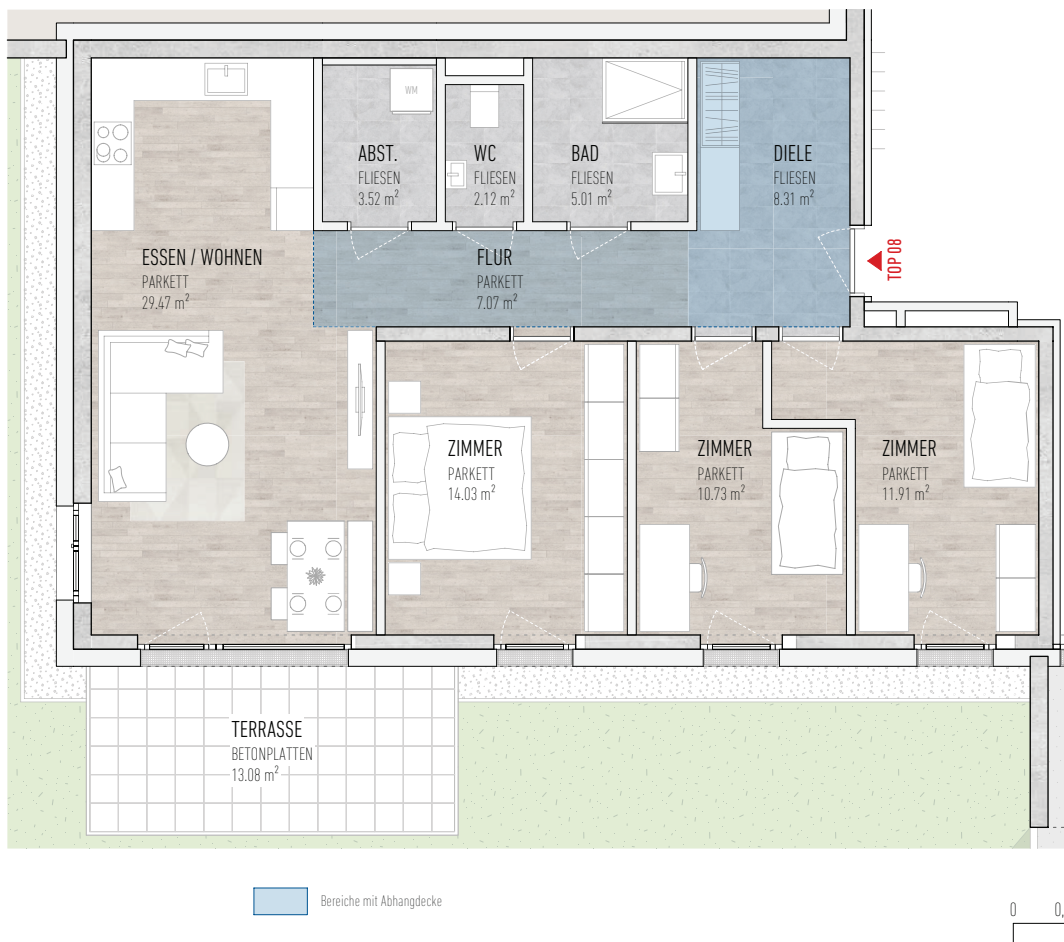 WM
ABST.
FLIESEN
3.52 m²
WC
FLIESEN
2.12 m²
BAD
FLIESEN
5.01 m²
DIELE
FLIESEN
8.31 m²
ESSEN / WOHNEN
PARKETT
29.47 m²
FLUR
PARKETT
7.07 m²
TOP 08
ZIMMER
PARKETT
14.03 m²
ZIMMER
PARKETT
10.73 m²
ZIMMER
PARKETT
11.91 m²
TERRASSE
BETONPLATTEN
13.08 m²
Bereiche mit Abhangdecke
0 0,